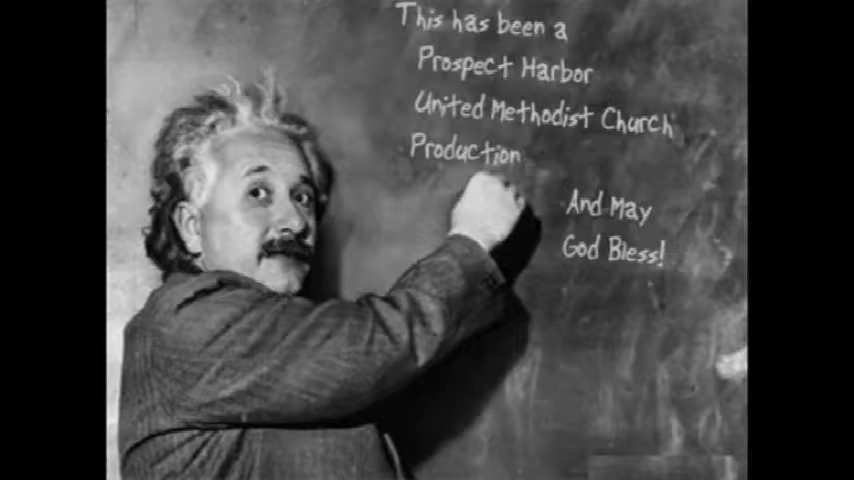 This has been a
Prospect Harbor
United Methodist Church
Production
And May
God Bless!